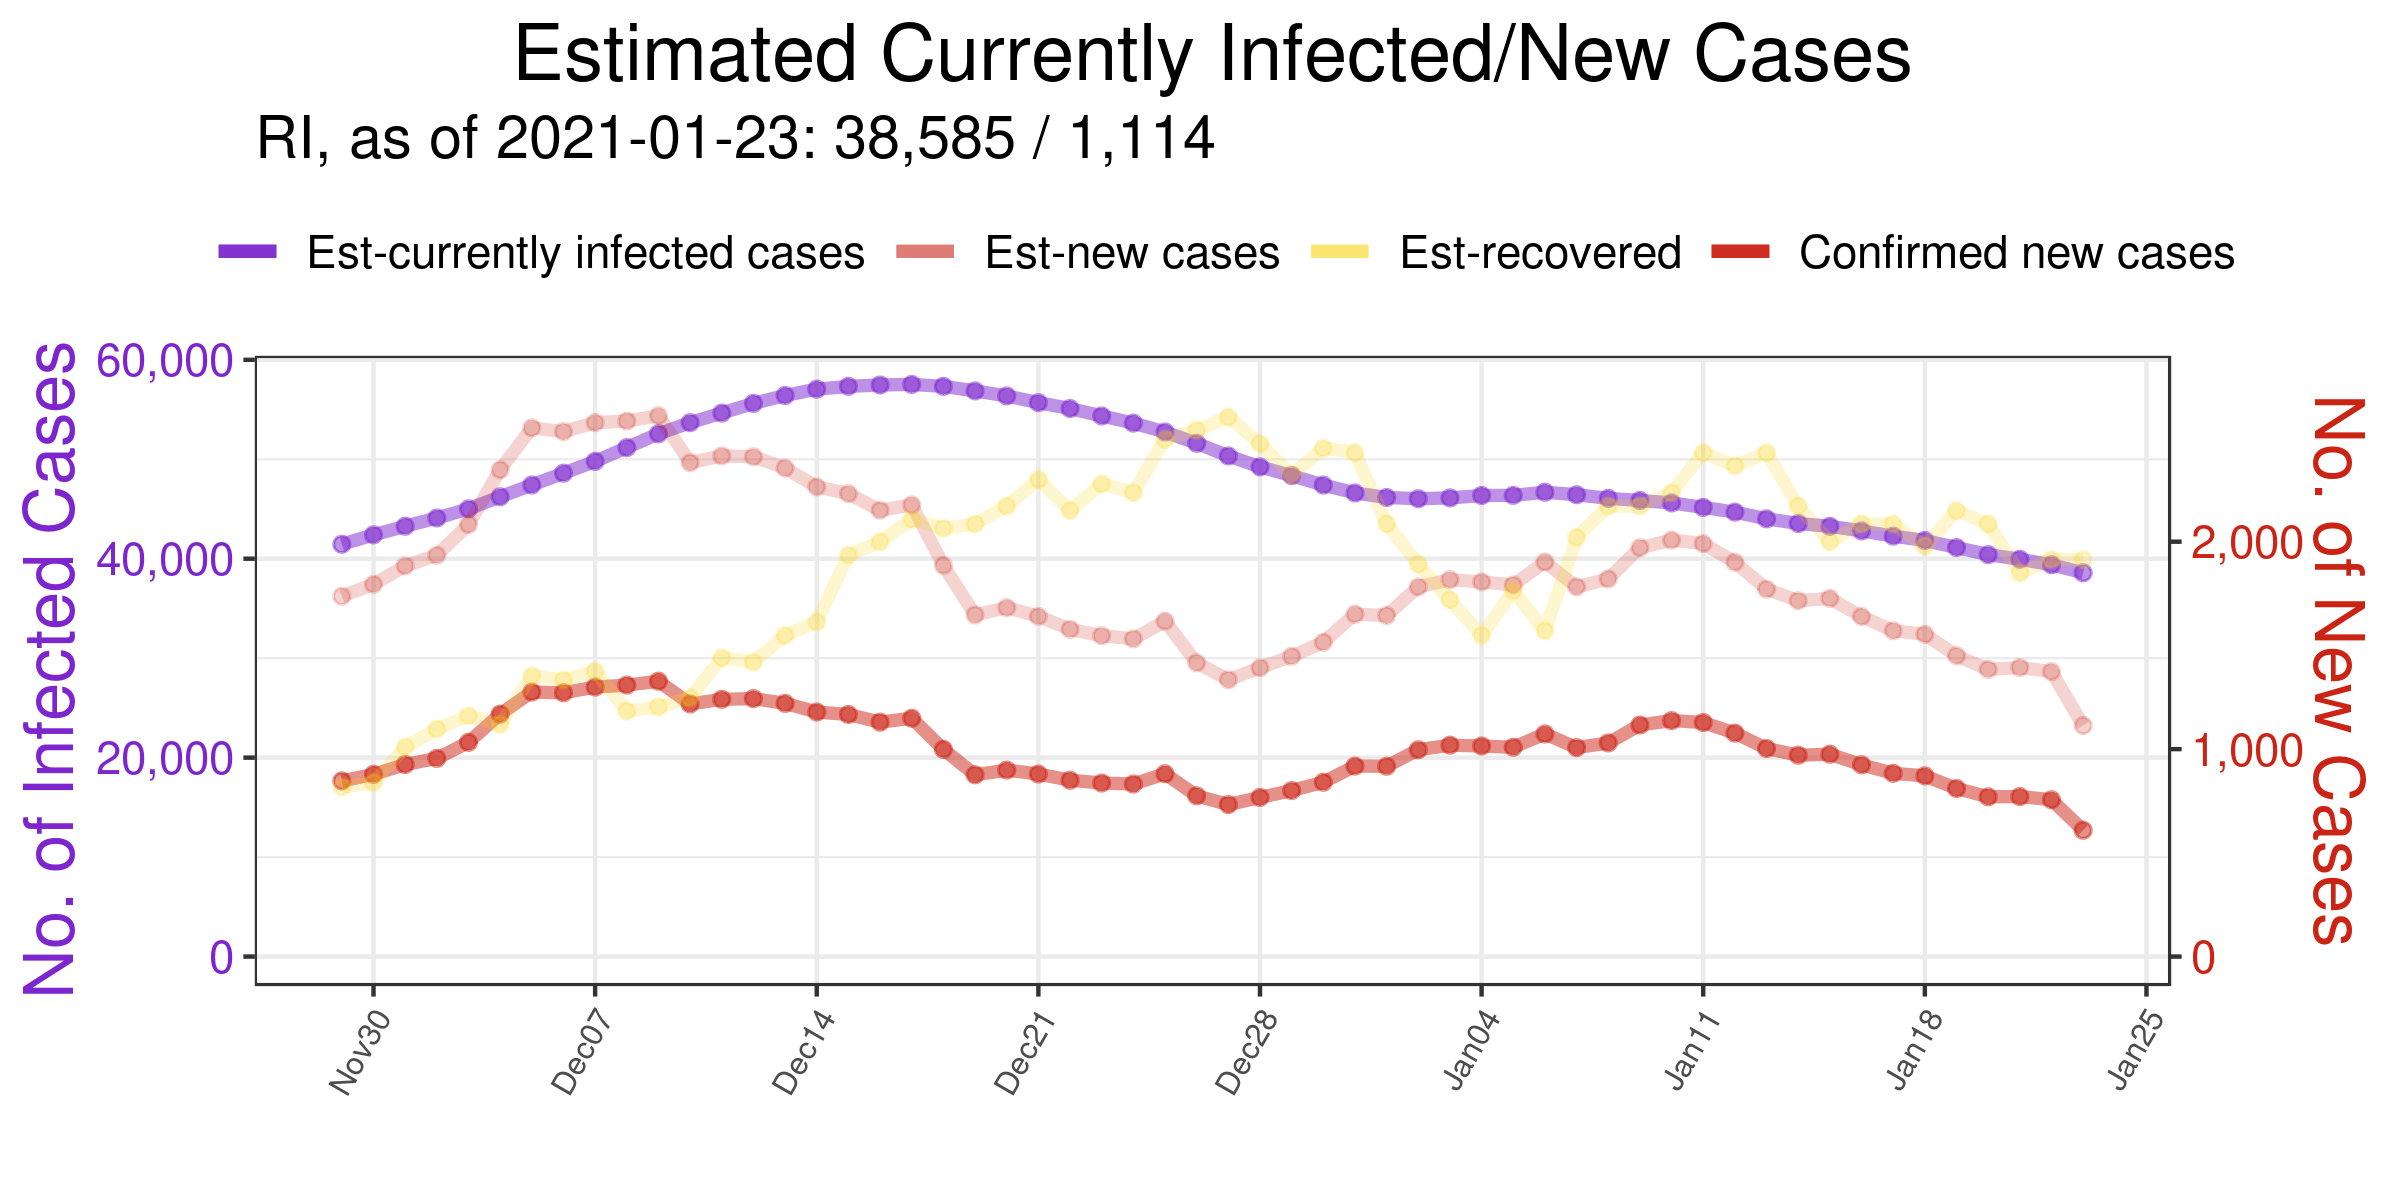 Estimated Currently Infected/New Cases
RI, as of 2021-01-23: 38,585 / 1,114
Est-currently infected cases Est-new cases Est-recovered Confirmed new cases
No. of Infected Cases
60,000
40,000
20,000
0
2,000
1,000
0
No. of New Cases
Nov30 Dec07 Dec14 Dec21 Dec28 Jan04 Jan11 Jan18 Jan25